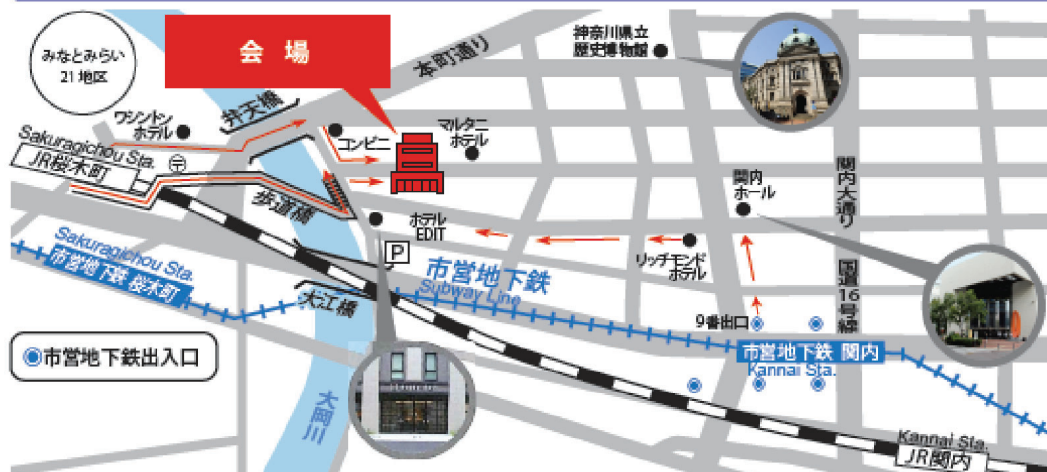 みなとみらい
21地区
会 場
本町通り
神奈川県立
歴史博物館
弁天橋
ワシントン
ホテル
コンビニ
マルタニ
ホテル
Sakuragichou Sta.
JR桜木町
歩道橋
ホテル
EDIT
関内
ホール
関内大通り
リッチモンド
ホテル
P
Sakuragichou Sta.
市営地下鉄 桜木町
市営地下鉄
Subway Line
大江橋
国道16号線
9番出口
市営地下鉄 関内
Kannai Sta.
市営地下鉄出入口
大岡川
Kannai Sta.
JR関内